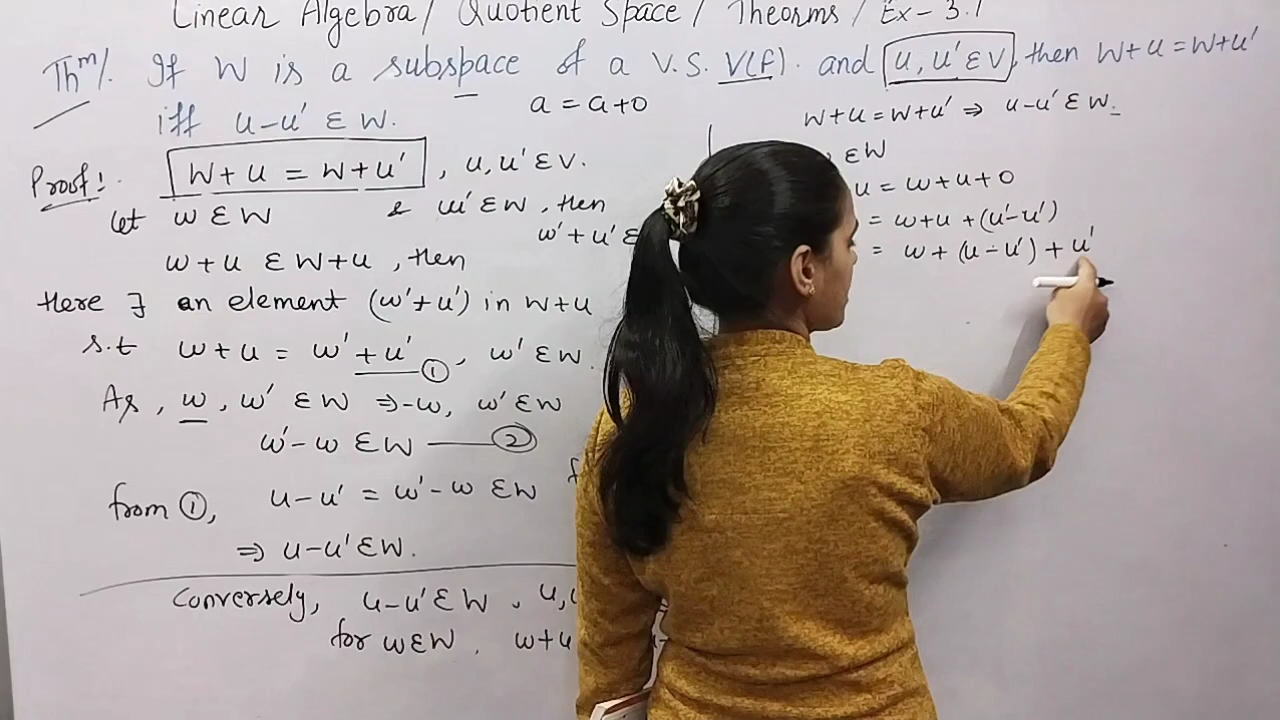 Linear Algebra / Quotient Space / Theorms / Ex - 3.1
Thm/. If W is a subspace of a V.S. V(F). and u, u' ∈ V, then W+u = W+u'
iff u-u' ∈ W.
a = a+0
Proof: W+u = W+u' , u, u' ∈ V.
let w ∈ W & w' ∈ W, then
w'+u' ∈
w+u ∈ W+u, then
there ∃ an element (w'+u') in W+u
s.t w+u = w'+u' ①, w' ∈ W.
As, w, w' ∈ W ⇒ -w, w' ∈ W
w'-w ∈ W — ②
from ①, u-u' = w'-w ∈ W
⇒ u-u' ∈ W.
Conversely, u-u' ∈ W, u,
for w ∈ W, w+u
W+u = W+u' ⇒ u-u' ∈ W.
∈ W
u = w+u+0
= w+u+(u'-u')
= w+(u-u')+u'